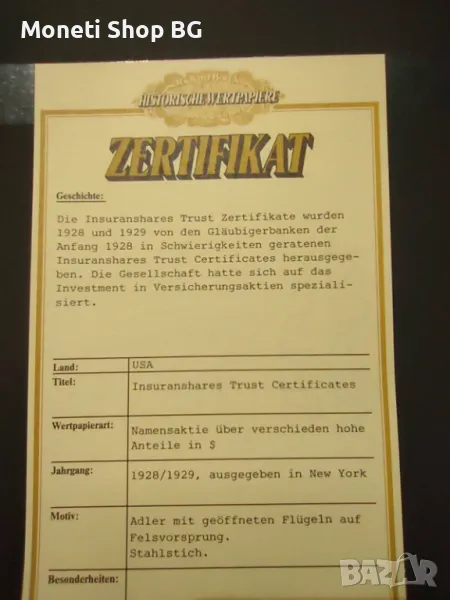 Moneti Shop BG
HISTORISCHE WERTPAPIERE
ZERTIFIKAT
Geschichte:
Die Insuranshares Trust Zertifikate wurden
1928 und 1929 von den Gläubigerbanken der
Anfang 1928 in Schwierigkeiten geratenen
Insuranshares Trust Certificates herausgege-
ben. Die Gesellschaft hatte sich auf das
Investment in Versicherungsaktien speziali-
siert.
Land: USA
Titel: Insuranshares Trust Certificates
Wertpapierart: Namensaktie über verschieden hohe
Anteile in $
Jahrgang: 1928/1929, ausgegeben in New York
Motiv: Adler mit geöffneten Flügeln auf
Felsvorsprung.
Stahlstich.
Besonderheiten:
BAZAR.BG